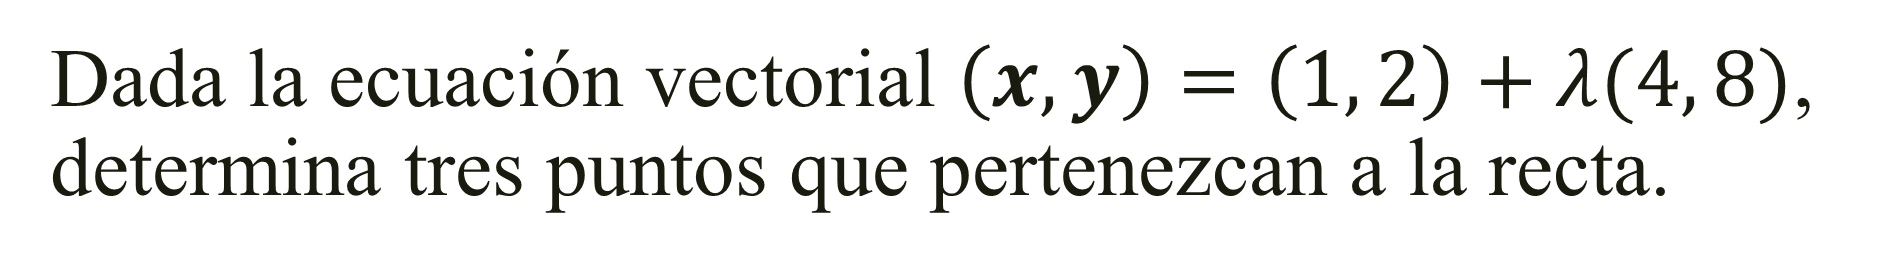 Dada la ecuación vectorial (x, y) = (1, 2) + λ(4, 8),
determina tres puntos que pertenezcan a la recta.